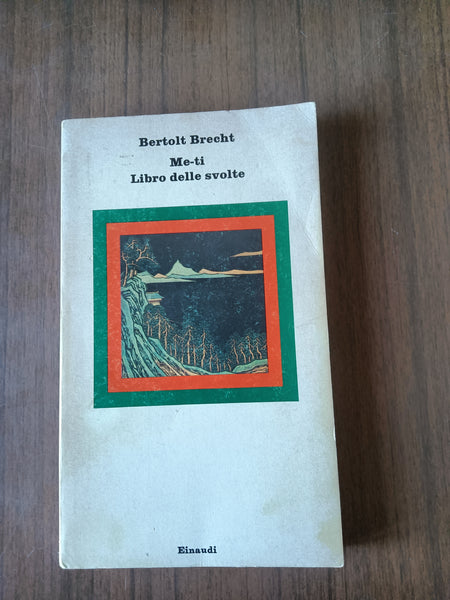 Bertolt Brecht
Me-ti
Libro delle svolte
Einaudi